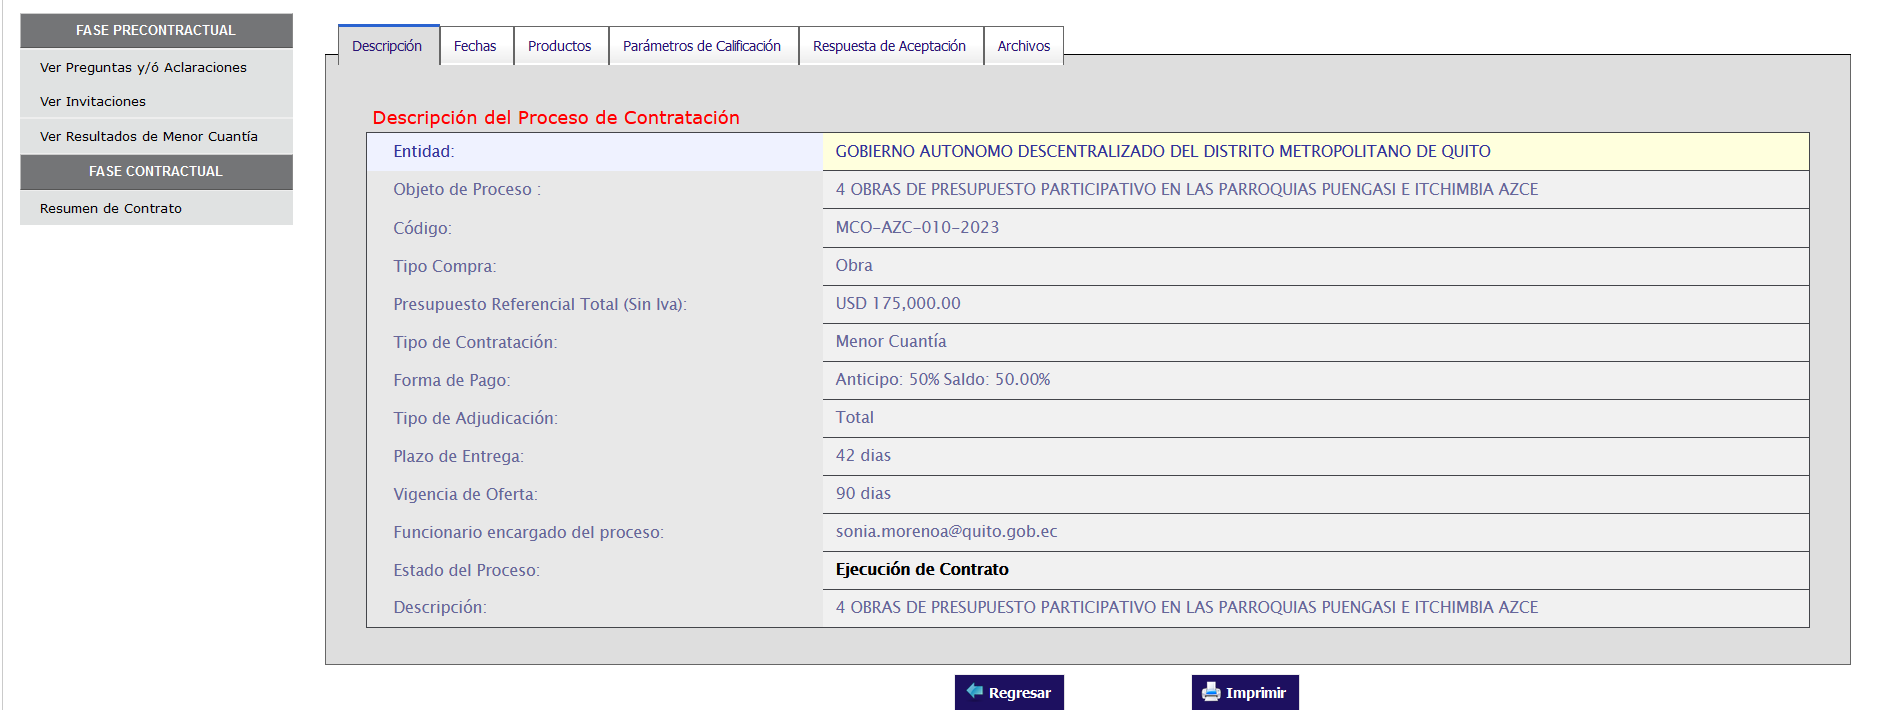 FASE PRECONTRACTUAL
Ver Preguntas y/ó Aclaraciones
Ver Invitaciones
Ver Resultados de Menor Cuantía
FASE CONTRACTUAL
Resumen de Contrato
Descripción Fechas Productos Parámetros de Calificación Respuesta de Aceptación Archivos
Descripción del Proceso de Contratación
Entidad: GOBIERNO AUTONOMO DESCENTRALIZADO DEL DISTRITO METROPOLITANO DE QUITO
Objeto de Proceso : 4 OBRAS DE PRESUPUESTO PARTICIPATIVO EN LAS PARROQUIAS PUENGASI E ITCHIMBIA AZCE
Código: MCO-AZC-010-2023
Tipo Compra: Obra
Presupuesto Referencial Total (Sin Iva): USD 175,000.00
Tipo de Contratación: Menor Cuantía
Forma de Pago: Anticipo: 50% Saldo: 50.00%
Tipo de Adjudicación: Total
Plazo de Entrega: 42 dias
Vigencia de Oferta: 90 dias
Funcionario encargado del proceso: sonia.morenoa@quito.gob.ec
Estado del Proceso: Ejecución de Contrato
Descripción: 4 OBRAS DE PRESUPUESTO PARTICIPATIVO EN LAS PARROQUIAS PUENGASI E ITCHIMBIA AZCE
Regresar Imprimir